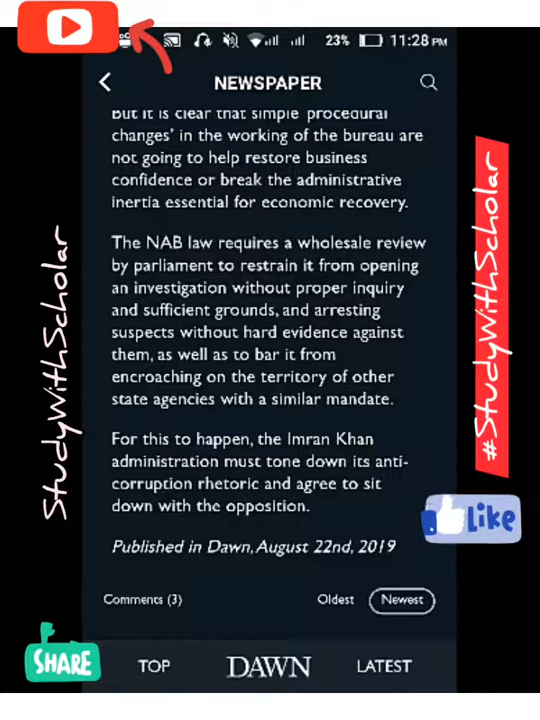 23% 11:28 PM
NEWSPAPER
But it is clear that simple procedural
changes' in the working of the bureau are
not going to help restore business
confidence or break the administrative
inertia essential for economic recovery.
The NAB law requires a wholesale review
by parliament to restrain it from opening
an investigation without proper inquiry
and sufficient grounds, and arresting
suspects without hard evidence against
them, as well as to bar it from
encroaching on the territory of other
state agencies with a similar mandate.
For this to happen, the Imran Khan
administration must tone down its anti-
corruption rhetoric and agree to sit
down with the opposition.
Published in Dawn, August 22nd, 2019
Comments (3) Oldest Newest
TOP DAWN LATEST
StudyWithScholar
#StudyWithScholar
Like
SHARE